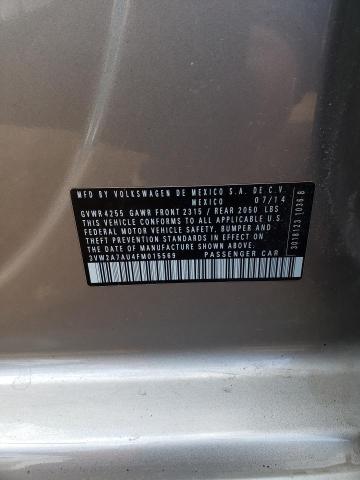 MFD BY VOLKSWAGEN DE MEXICO S.A. DE C.V.
MEXICO 07/14
GVWR 4255 GAWR FRONT 2315 / REAR 2050 LBS
THIS VEHICLE CONFORMS TO ALL APPLICABLE U.S.
FEDERAL MOTOR VEHICLE SAFETY, BUMPER AND
THEFT PREVENTION STANDARDS IN EFFECT ON
THE DATE OF MANUFACTURE SHOWN ABOVE
3VW2A7AU4FM015569 PASSENGER CAR
3018123 1036 B